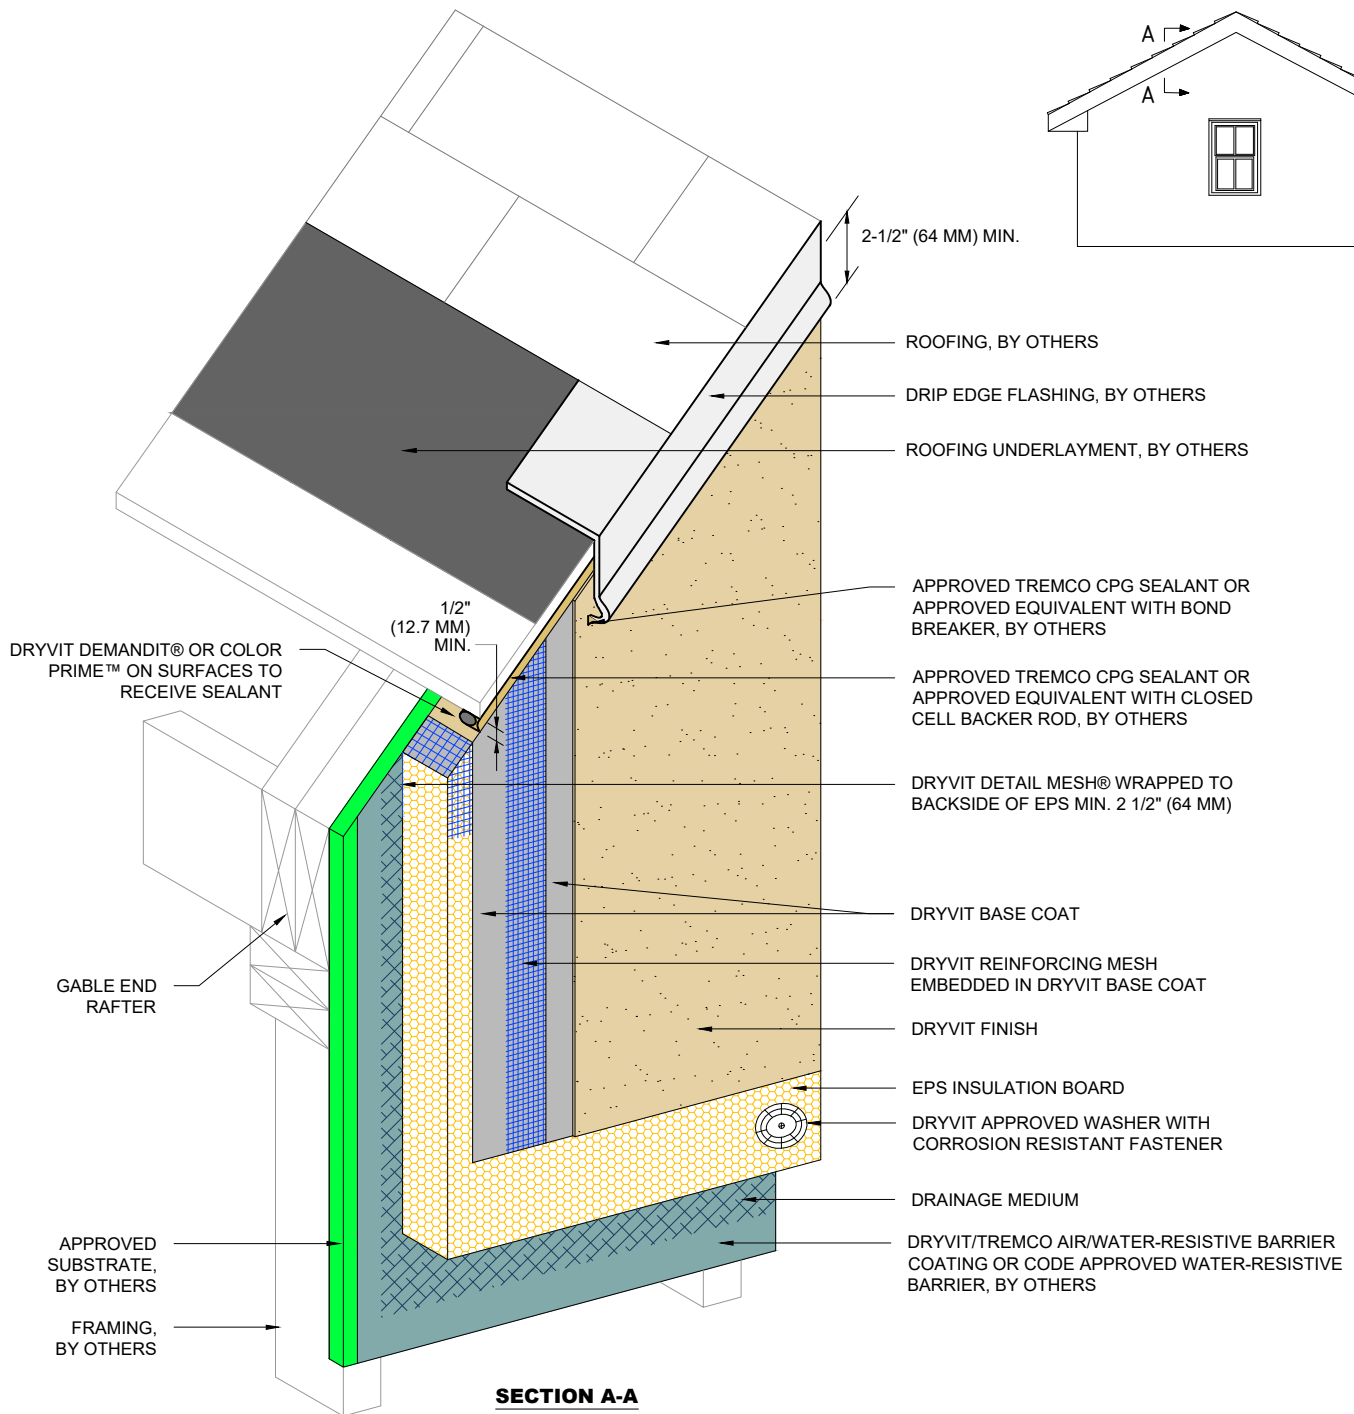 A
A
2-1/2" (64 MM) MIN.
ROOFING, BY OTHERS
DRIP EDGE FLASHING, BY OTHERS
ROOFING UNDERLAYMENT, BY OTHERS
APPROVED TREMCO CPG SEALANT OR
APPROVED EQUIVALENT WITH BOND
BREAKER, BY OTHERS
1/2"
(12.7 MM)
MIN.
DRYVIT DEMANDIT® OR COLOR
PRIME™ ON SURFACES TO
RECEIVE SEALANT
APPROVED TREMCO CPG SEALANT OR
APPROVED EQUIVALENT WITH CLOSED
CELL BACKER ROD, BY OTHERS
DRYVIT DETAIL MESH® WRAPPED TO
BACKSIDE OF EPS MIN. 2 1/2" (64 MM)
DRYVIT BASE COAT
DRYVIT REINFORCING MESH
EMBEDDED IN DRYVIT BASE COAT
GABLE END
RAFTER
DRYVIT FINISH
EPS INSULATION BOARD
DRYVIT APPROVED WASHER WITH
CORROSION RESISTANT FASTENER
DRAINAGE MEDIUM
DRYVIT/TREMCO AIR/WATER-RESISTIVE BARRIER
COATING OR CODE APPROVED WATER-RESISTIVE
BARRIER, BY OTHERS
APPROVED
SUBSTRATE,
BY OTHERS
FRAMING,
BY OTHERS
SECTION A-A